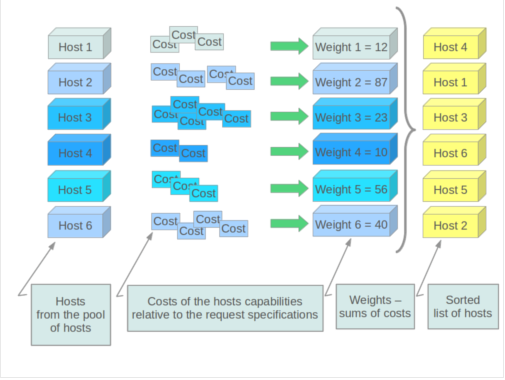 Host 1
Cost Cost Cost
Weight 1 = 12
Host 4
Host 2
Cost Cost Cost Cost
Weight 2 = 87
Host 1
Host 3
Cost Cost Cost Cost Cost
Weight 3 = 23
Host 3
Host 4
Cost Cost
Weight 4 = 10
Host 6
Host 5
Cost Cost Cost
Weight 5 = 56
Host 5
Host 6
Cost Cost Cost Cost
Weight 6 = 40
Host 2
Hosts
from the pool
of hosts
Costs of the hosts capabilities
relative to the request specifications
Weights –
sums of costs
Sorted
list of hosts